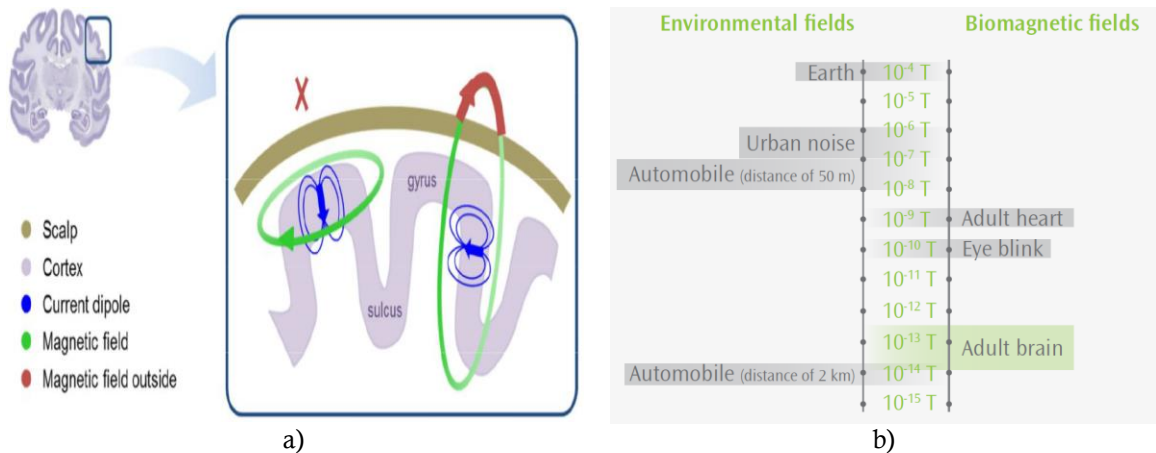 Scalp
Cortex
Current dipole
Magnetic field
Magnetic field outside
X
gyrus
sulcus
a)
Environmental fields
Biomagnetic fields
Earth
10⁻⁴ T
10⁻⁵ T
10⁻⁶ T
Urban noise
10⁻⁷ T
Automobile (distance of 50 m)
10⁻⁸ T
10⁻⁹ T
Adult heart
10⁻¹⁰ T
Eye blink
10⁻¹¹ T
10⁻¹² T
10⁻¹³ T
Adult brain
Automobile (distance of 2 km)
10⁻¹⁴ T
10⁻¹⁵ T
b)